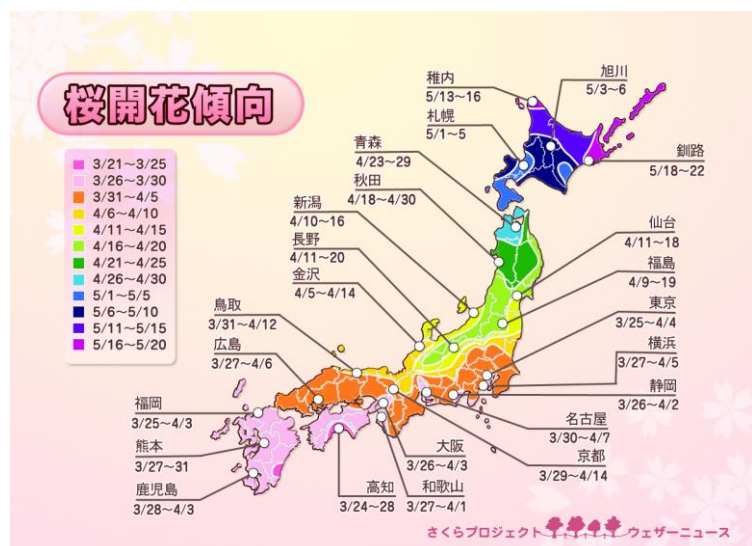 桜開花傾向
3/21〜3/25
3/26〜3/30
3/31〜4/5
4/6〜4/10
4/11〜4/15
4/16〜4/20
4/21〜4/25
4/26〜4/30
5/1〜5/5
5/6〜5/10
5/11〜5/15
5/16〜5/20
稚内
5/13〜16
旭川
5/3〜6
札幌
5/1〜5
釧路
5/18〜22
青森
4/23〜29
秋田
4/18〜4/30
新潟
4/10〜16
長野
4/11〜20
金沢
4/5〜4/14
仙台
4/11〜18
福島
4/9〜19
東京
3/25〜4/4
横浜
3/27〜4/5
静岡
3/26〜4/2
名古屋
3/30〜4/7
京都
3/29〜4/14
鳥取
3/31〜4/12
広島
3/27〜4/6
福岡
3/25〜4/3
熊本
3/27〜31
鹿児島
3/28〜4/3
高知
3/24〜28
大阪
3/26〜4/3
和歌山
3/27〜4/1
さくらプロジェクト ウェザーニュース